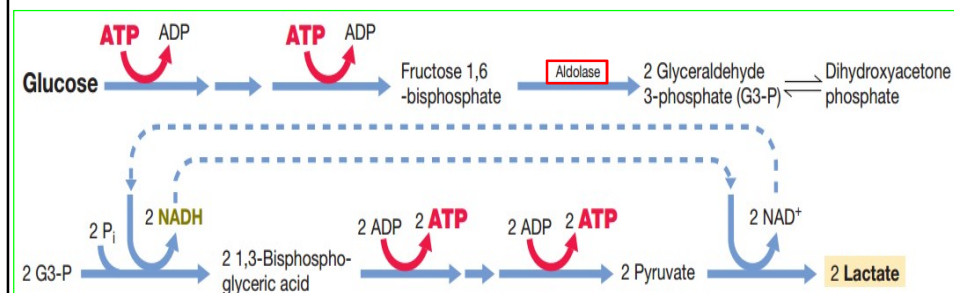 ATP ADP ATP ADP
Glucose Fructose 1,6 -bisphosphate Aldolase 2 Glyceraldehyde 3-phosphate (G3-P) Dihydroxyacetone phosphate
2 Pi 2 NADH 2 ADP 2 ATP 2 ADP 2 ATP 2 NAD⁺
2 G3-P 2 1,3-Bisphospho- glyceric acid 2 Pyruvate 2 Lactate